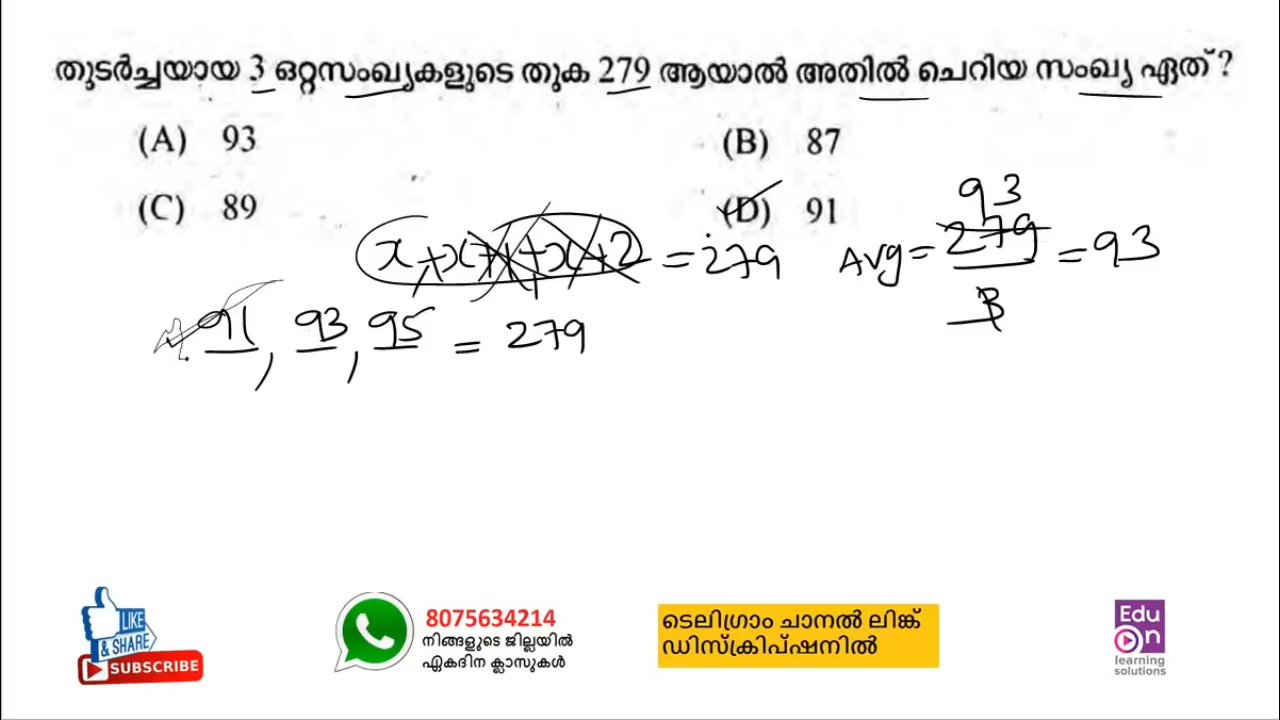 തുടർച്ചയായ 3 ഒറ്റസംഖ്യകളുടെ തുക 279 ആയാൽ അതിൽ ചെറിയ സംഖ്യ ഏത് ?
(A) 93
(B) 87
(C) 89
(D) 91
x + x+1 + x+2 = 279
Avg = 279 / 3 = 93
93
91, 93, 95 = 279
LIKE
& SHARE
SUBSCRIBE
8075634214
നിങ്ങളുടെ ജില്ലയിൽ
ഏകദിന ക്ലാസുകൾ
ടെലിഗ്രാം ചാനൽ ലിങ്ക്
ഡിസ്ക്രിപ്ഷനിൽ
Edu
On
learning
solutions